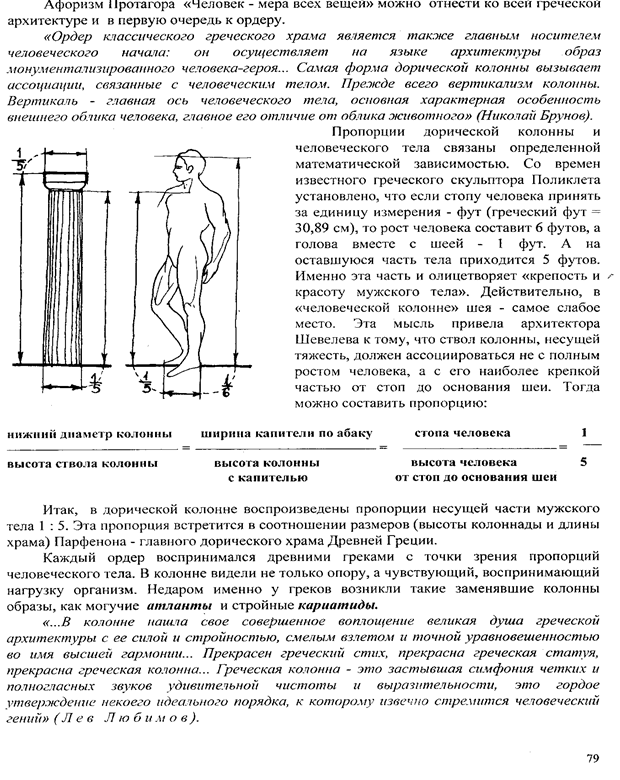 Афоризм Протагора «Человек - мера всех вещей» можно отнести ко всей греческой
архитектуре и в первую очередь к ордеру.
«Ордер классического греческого храма является также главным носителем
человеческого начала: он осуществляет на языке архитектуры образ
монументализированного человека-героя... Самая форма дорической колонны вызывает
ассоциации, связанные с человеческим телом. Прежде всего вертикализм колонны.
Вертикаль - главная ось человеческого тела, основная характерная особенность
внешнего облика человека, главное его отличие от облика животного» (Николай Брунов).
Пропорции дорической колонны и
человеческого тела связаны определенной
математической зависимостью. Со времен
известного греческого скульптора Поликлета
установлено, что если стопу человека принять
за единицу измерения - фут (греческий фут =
30,89 см), то рост человека составит 6 футов, а
голова вместе с шеей - 1 фут. А на
оставшуюся часть тела приходится 5 футов.
Именно эта часть и олицетворяет «крепость и
красоту мужского тела». Действительно, в
«человеческой колонне» шея - самое слабое
место. Эта мысль привела архитектора
Шевелева к тому, что ствол колонны, несущей
тяжесть, должен ассоциироваться не с полным
ростом человека, а с его наиболее крепкой
частью от стоп до основания шеи. Тогда
можно составить пропорцию:
1/5
1/5 1/5 1/6
нижний диаметр колонны = ширина капители по абаку = стопа человека = 1
высота ствола колонны высота колонны высота человека 5
с капителью от стоп до основания шеи
Итак, в дорической колонне воспроизведены пропорции несущей части мужского
тела 1 : 5. Эта пропорция встретится в соотношении размеров (высоты колоннады и длины
храма) Парфенона - главного дорического храма Древней Греции.
Каждый ордер воспринимался древними греками с точки зрения пропорций
человеческого тела. В колонне видели не только опору, а чувствующий, воспринимающий
нагрузку организм. Недаром именно у греков возникли такие заменявшие колонны
образы, как могучие атланты и стройные кариатиды.
«...В колонне нашла свое совершенное воплощение великая душа греческой
архитектуры с ее силой и стройностью, смелым взлетом и точной уравновешенностью
во имя высшей гармонии... Прекрасен греческий стих, прекрасна греческая статуя,
прекрасна греческая колонна... Греческая колонна - это застывшая симфония четких и
полногласных звуков удивительной чистоты и выразительности, это гордое
утверждение некоего идеального порядка, к которому извечно стремится человеческий
гений» (Лев Любимов).
79